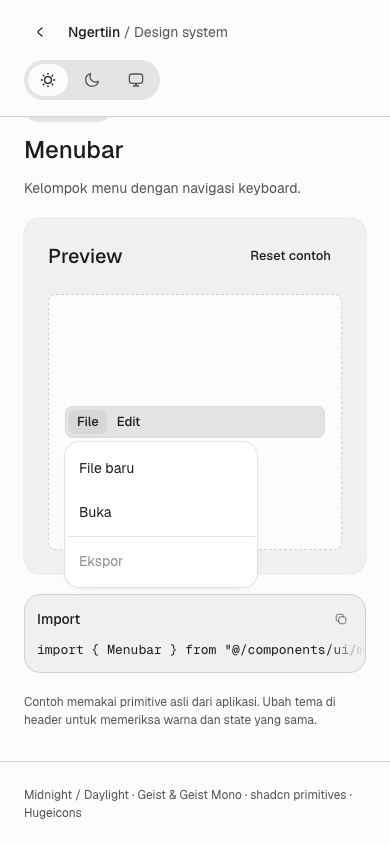 Ngertiin / Design system
Menubar
Kelompok menu dengan navigasi keyboard.
Preview
Reset contoh
File
Edit
File baru
Buka
Ekspor
Import
import { Menubar } from "@/components/ui/m
Contoh memakai primitive asli dari aplikasi. Ubah tema di
header untuk memeriksa warna dan state yang sama.
Midnight / Daylight · Geist & Geist Mono · shadcn primitives ·
Hugeicons